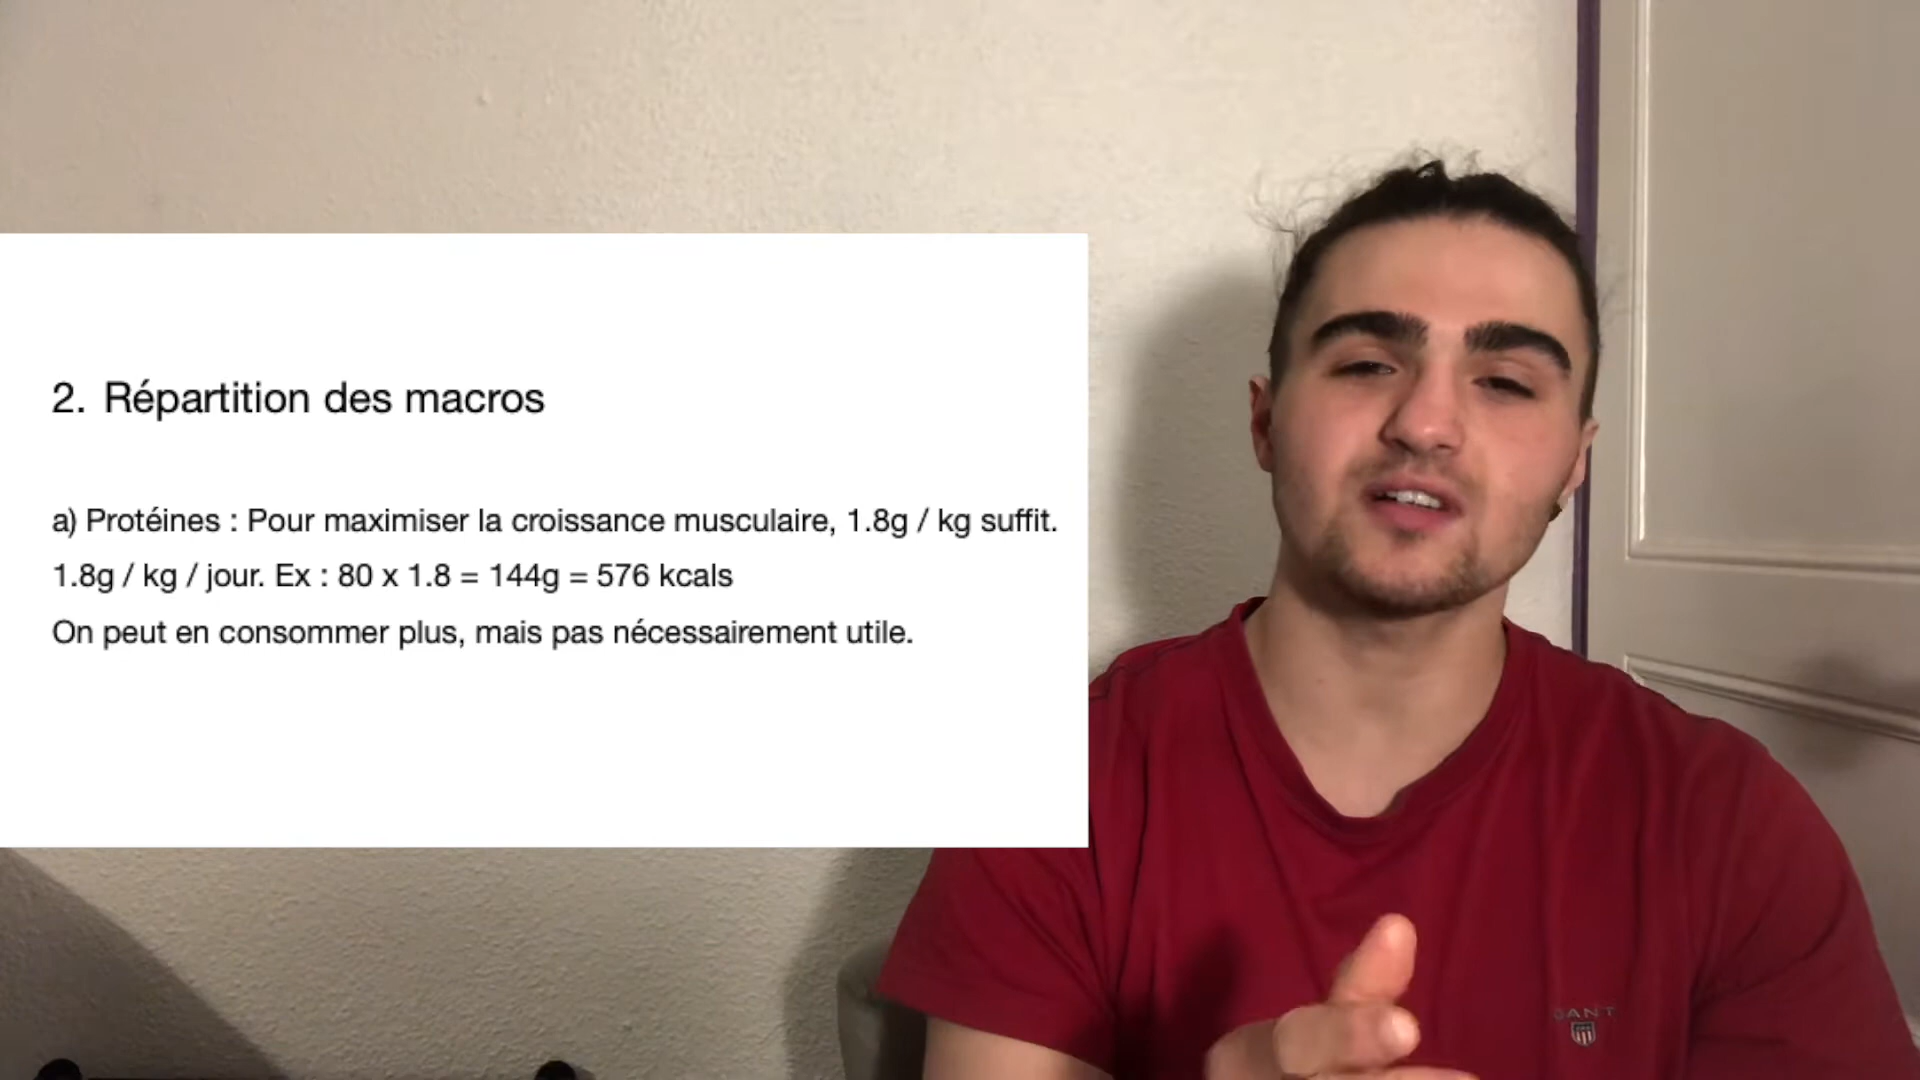 2. Répartition des macros
a) Protéines : Pour maximiser la croissance musculaire, 1.8g / kg suffit.
1.8g / kg / jour. Ex : 80 x 1.8 = 144g = 576 kcals
On peut en consommer plus, mais pas nécessairement utile.
GANT